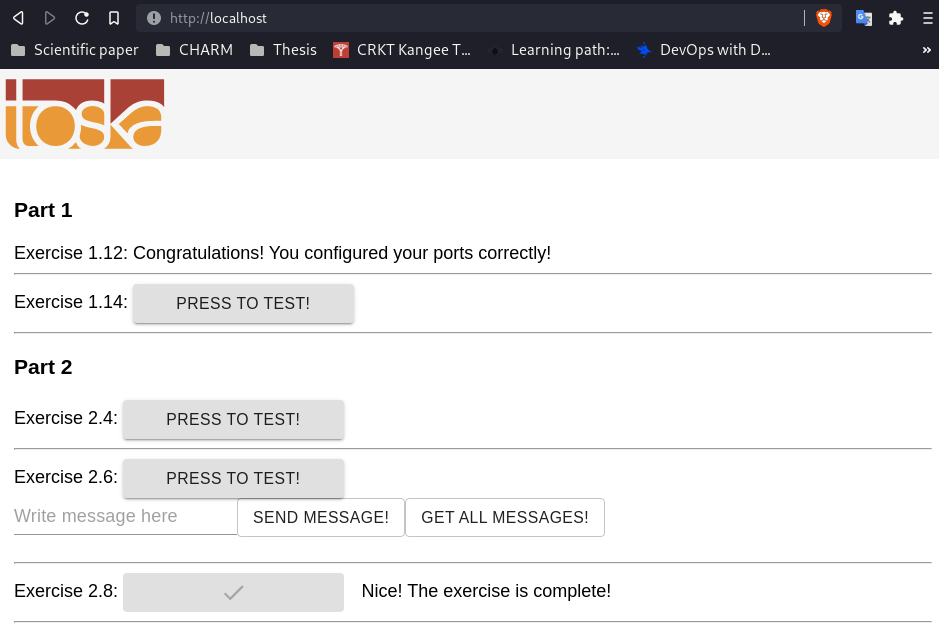 http://localhost
Scientific paper CHARM Thesis CRKT Kangee T... Learning path:... DevOps with D... »
toska
Part 1
Exercise 1.12: Congratulations! You configured your ports correctly!
Exercise 1.14: PRESS TO TEST!
Part 2
Exercise 2.4: PRESS TO TEST!
Exercise 2.6: PRESS TO TEST!
Write message here SEND MESSAGE! GET ALL MESSAGES!
Exercise 2.8: Nice! The exercise is complete!